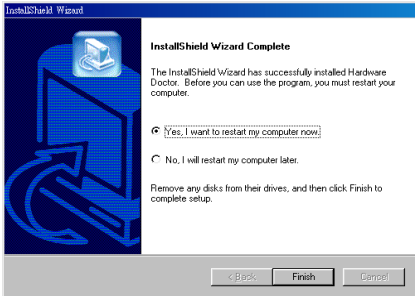 InstallShield Wizard
InstallShield Wizard Complete
The InstallShield Wizard has successfully installed Hardware
Doctor. Before you can use the program, you must restart your
computer.
Yes, I want to restart my computer now.
No, I will restart my computer later.
Remove any disks from their drives, and then click Finish to
complete setup.
< Back Finish Cancel